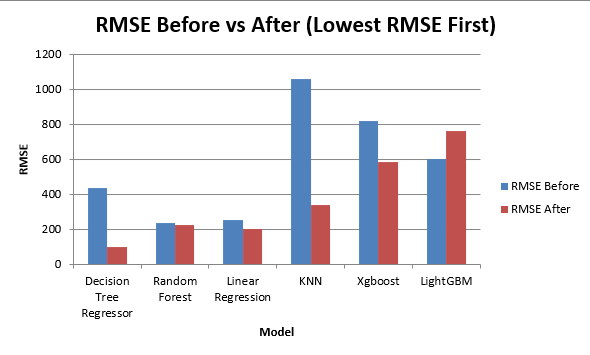 RMSE Before vs After (Lowest RMSE First)
1200
1000
800
600
400
200
0
RMSE
Decision
Tree
Regressor
Random
Forest
Linear
Regression
KNN
Xgboost
LightGBM
Model
RMSE Before
RMSE After